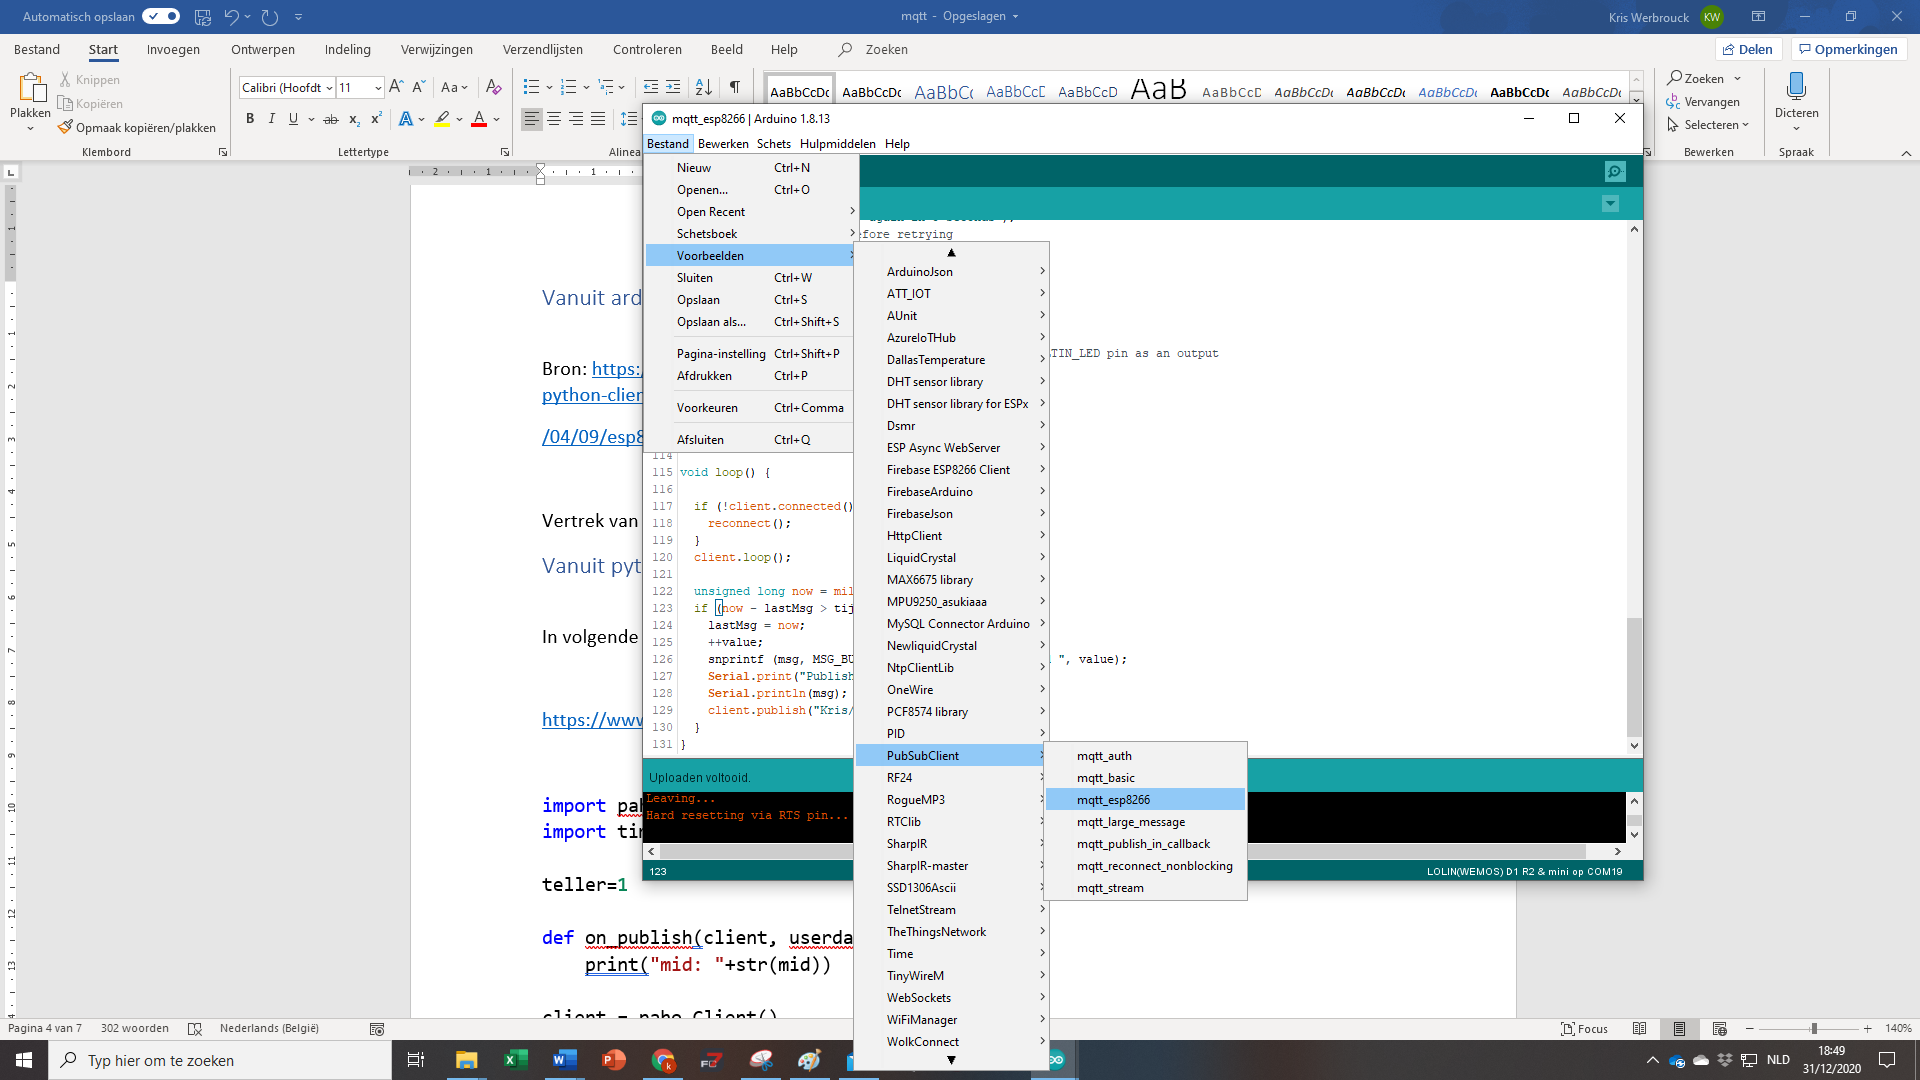 Automatisch opslaan
mqtt - Opgeslagen
Kris Werbrouck
KW
Bestand Start Invoegen Ontwerpen Indeling Verwijzingen Verzendlijsten Controleren Beeld Help Zoeken
Delen
Opmerkingen
Plakken
Knippen
Kopiëren
Opmaak kopiëren/plakken
Klembord
Calibri (Hoofdt
11
Lettertype
Alinea
AaBbCcDc AaBbCcDc AaBbC AaBbCcD AaBbCcD AaB AaBbCcD AaBbCcDc AaBbCcDc AaBbCcDc AaBbCcDc AaBbCcDc
Zoeken
Vervangen
Selecteren
Bewerken
Dicteren
Spraak
mqtt_esp8266 | Arduino 1.8.13
Bestand Bewerken Schets Hulpmiddelen Help
Nieuw Ctrl+N
Openen... Ctrl+O
Open Recent
Schetsboek
Voorbeelden
Sluiten Ctrl+W
Opslaan Ctrl+S
Opslaan als... Ctrl+Shift+S
Pagina-instelling Ctrl+Shift+P
Afdrukken Ctrl+P
Voorkeuren Ctrl+Comma
Afsluiten Ctrl+Q
efore retrying
TIN_LED pin as an output
114
115 void loop() {
116
117 if (!client.connected()
118 reconnect();
119 }
120 client.loop();
121
122 unsigned long now = mil
123 if (now - lastMsg > tij
124 lastMsg = now;
125 ++value;
126 snprintf (msg, MSG_BU ", value);
127 Serial.print("Publish
128 Serial.println(msg);
129 client.publish("Kris/
130 }
131 }
Uploaden voltooid.
Leaving...
Hard resetting via RTS pin...
123
LOLIN(WEMOS) D1 R2 & mini op COM19
ArduinoJson
ATT_IOT
AUnit
AzureIoTHub
DallasTemperature
DHT sensor library
DHT sensor library for ESPx
Dsmr
ESP Async WebServer
Firebase ESP8266 Client
FirebaseArduino
FirebaseJson
HttpClient
LiquidCrystal
MAX6675 library
MPU9250_asukiaaa
MySQL Connector Arduino
NewliquidCrystal
NtpClientLib
OneWire
PCF8574 library
PID
PubSubClient
RF24
RogueMP3
RTClib
SharpIR
SharpIR-master
SSD1306Ascii
TelnetStream
TheThingsNetwork
Time
TinyWireM
WebSockets
WiFiManager
WolkConnect
mqtt_auth
mqtt_basic
mqtt_esp8266
mqtt_large_message
mqtt_publish_in_callback
mqtt_reconnect_nonblocking
mqtt_stream
Vanuit ard
Bron: https:/
python-clien
/04/09/esp8
Vertrek van
Vanuit pyt
In volgende
https://www
import pah
import tim
teller=1
def on_publish(client, userda
print("mid: "+str(mid))
client = paho.Client()
Pagina 4 van 7 302 woorden Nederlands (België)
Focus
140%
Typ hier om te zoeken
NLD
18:49
31/12/2020